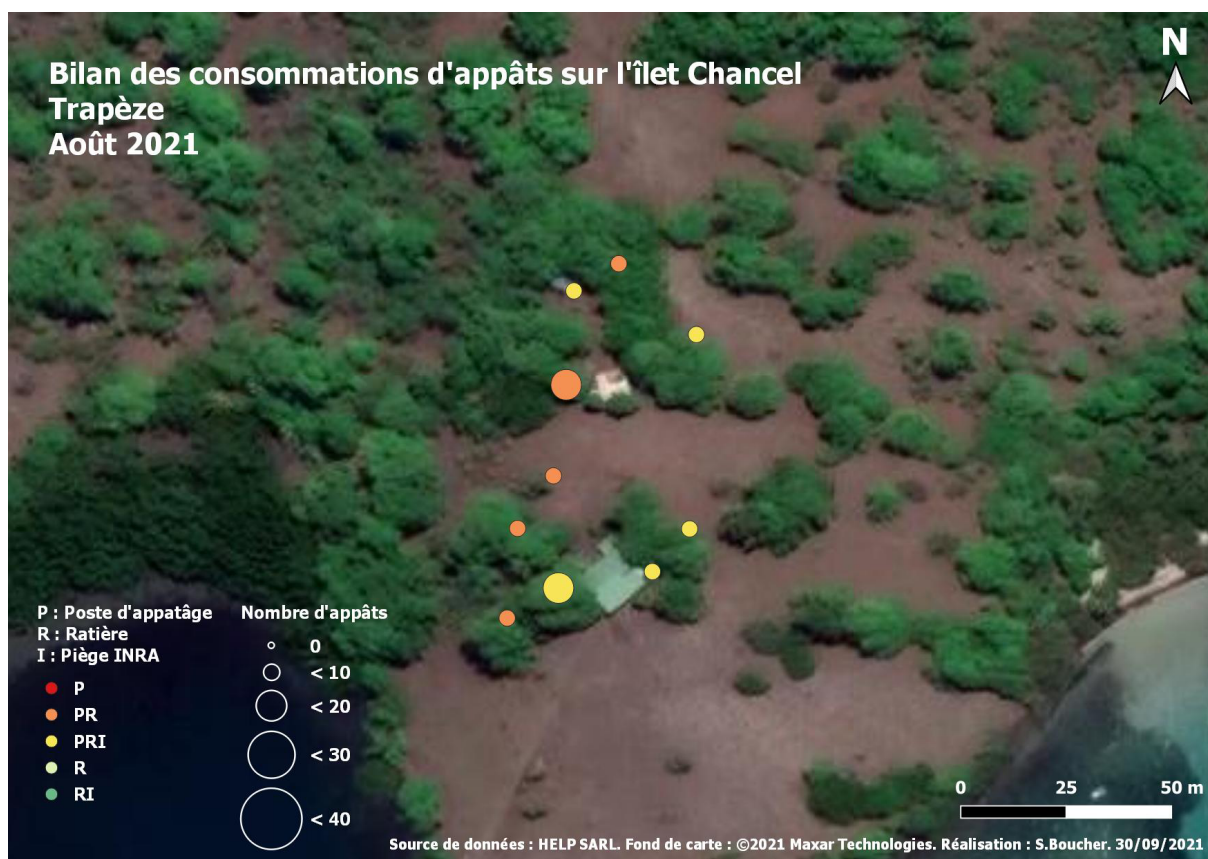 Bilan des consommations d'appâts sur l'îlet Chancel
Trapèze
Août 2021
N
P : Poste d'appatâge
R : Ratière
I : Piège INRA
P
PR
PRI
R
RI
Nombre d'appâts
0
< 10
< 20
< 30
< 40
0 25 50 m
Source de données : HELP SARL. Fond de carte : ©2021 Maxar Technologies. Réalisation : S.Boucher. 30/09/2021